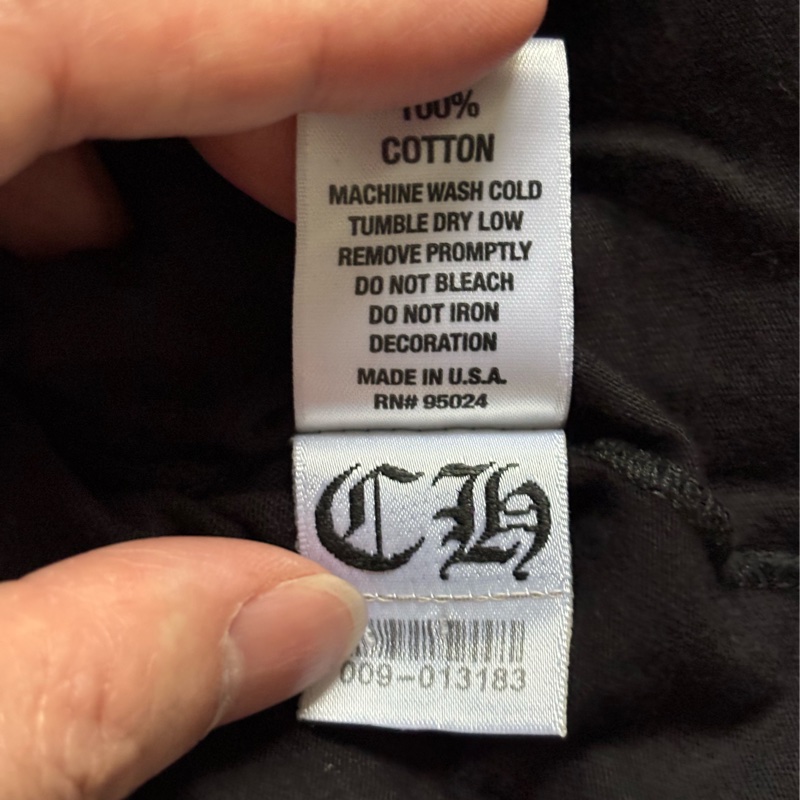 100%
COTTON
MACHINE WASH COLD
TUMBLE DRY LOW
REMOVE PROMPTLY
DO NOT BLEACH
DO NOT IRON
DECORATION
MADE IN U.S.A.
RN# 95024
CH
009-013183